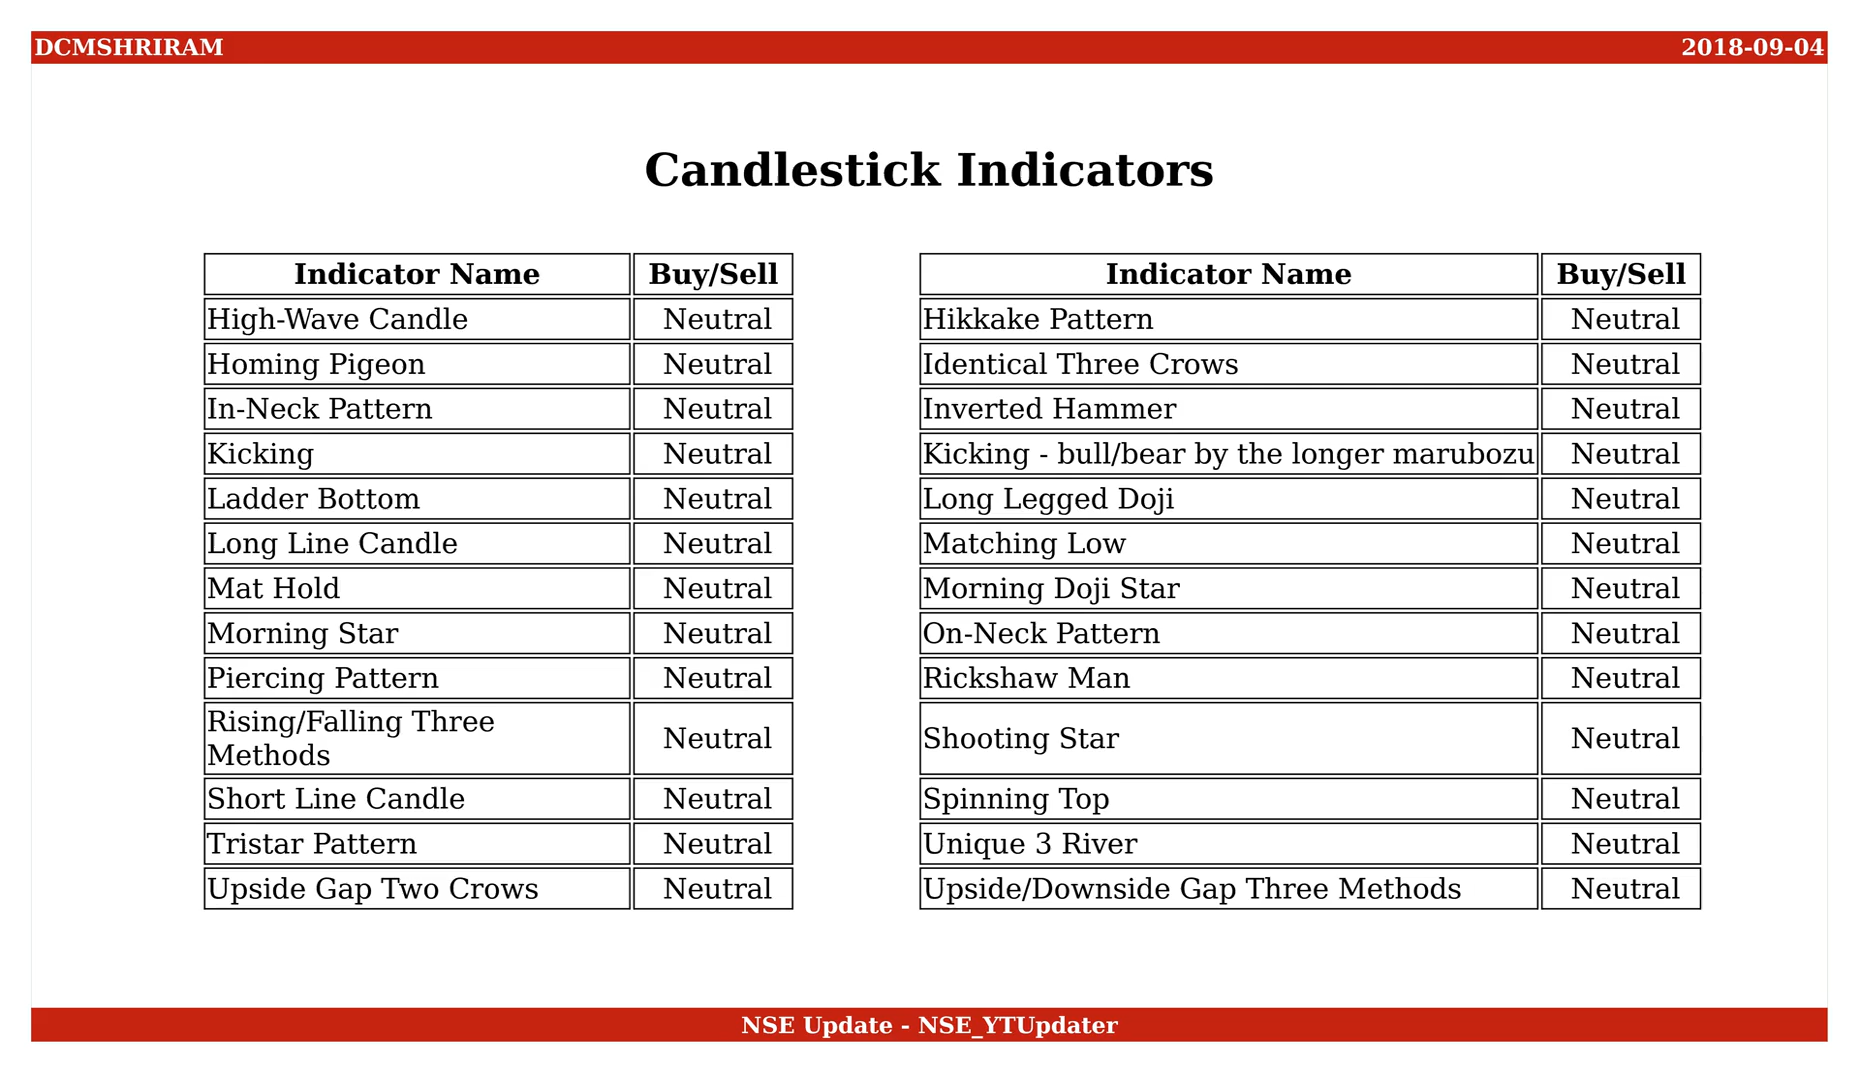 DCMSHRIRAM 2018-09-04
Candlestick Indicators
Indicator Name Buy/Sell
High-Wave Candle Neutral
Homing Pigeon Neutral
In-Neck Pattern Neutral
Kicking Neutral
Ladder Bottom Neutral
Long Line Candle Neutral
Mat Hold Neutral
Morning Star Neutral
Piercing Pattern Neutral
Rising/Falling Three
Methods Neutral
Short Line Candle Neutral
Tristar Pattern Neutral
Upside Gap Two Crows Neutral
Indicator Name Buy/Sell
Hikkake Pattern Neutral
Identical Three Crows Neutral
Inverted Hammer Neutral
Kicking - bull/bear by the longer marubozu Neutral
Long Legged Doji Neutral
Matching Low Neutral
Morning Doji Star Neutral
On-Neck Pattern Neutral
Rickshaw Man Neutral
Shooting Star Neutral
Spinning Top Neutral
Unique 3 River Neutral
Upside/Downside Gap Three Methods Neutral
NSE Update - NSE_YTUpdater